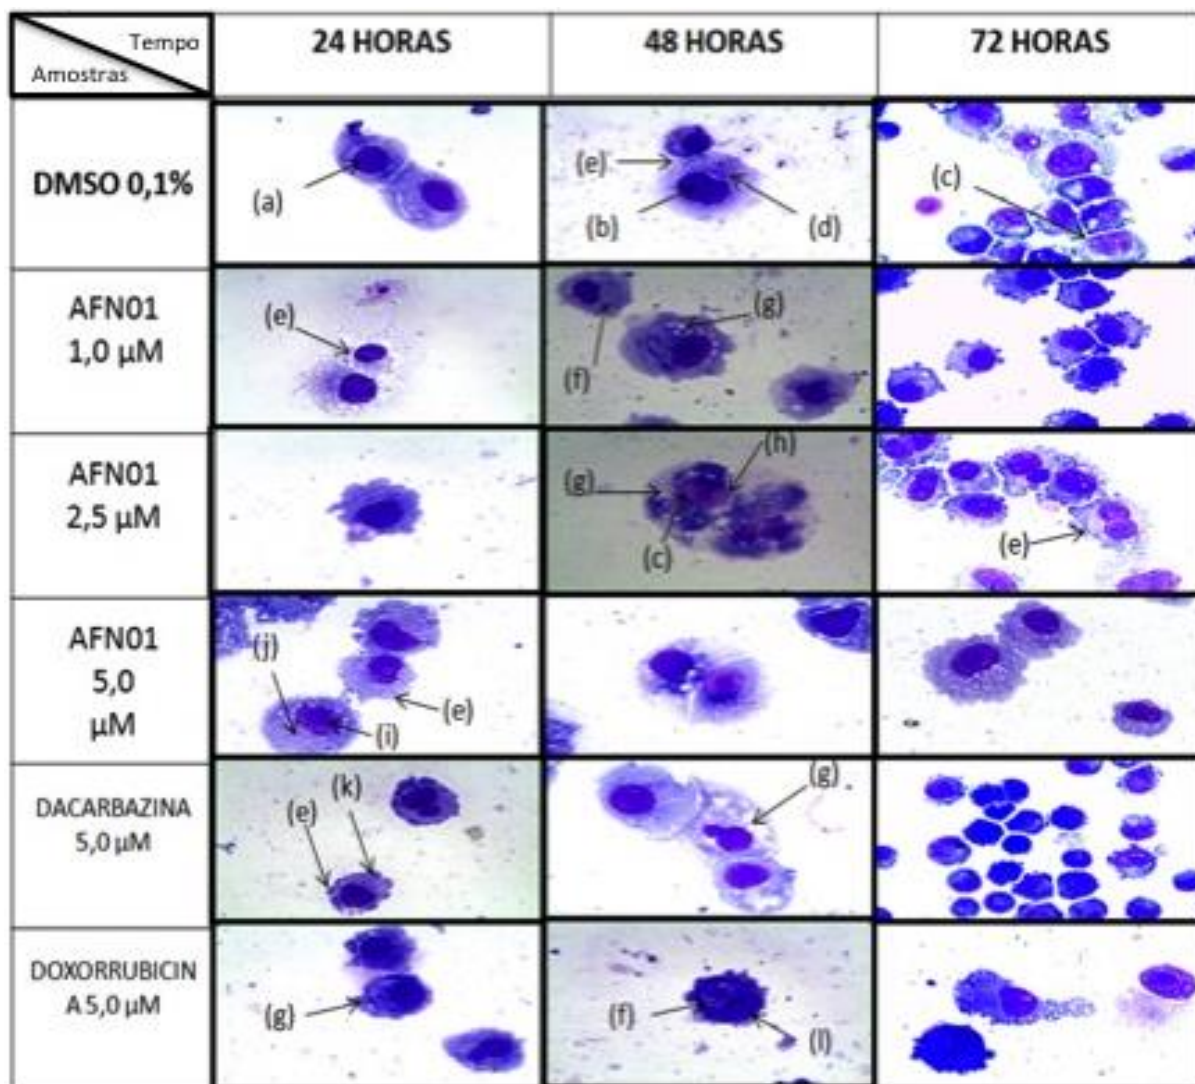 Tempo
Amostras
24 HORAS
48 HORAS
72 HORAS
DMSO 0,1%
(a)
(e)
(b)
(d)
(c)
AFN01
1,0 µM
(e)
(g)
(f)
AFN01
2,5 µM
(h)
(g)
(c)
(e)
AFN01
5,0
µM
(j)
(e)
(i)
DACARBAZINA
5,0 µM
(k)
(e)
(g)
DOXORRUBICIN
A 5,0 µM
(g)
(f)
(l)